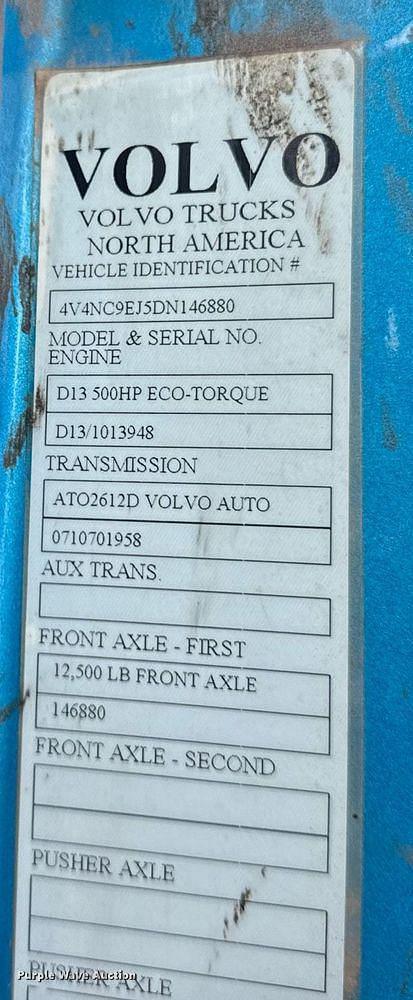 VOLVO
VOLVO TRUCKS
NORTH AMERICA
VEHICLE IDENTIFICATION #
4V4NC9EJ5DN146880
MODEL & SERIAL NO.
ENGINE
D13 500HP ECO-TORQUE
D13/1013948
TRANSMISSION
ATO2612D VOLVO AUTO
0710701958
AUX TRANS.
FRONT AXLE - FIRST
12,500 LB FRONT AXLE
146880
FRONT AXLE - SECOND
PUSHER AXLE
PUSHER AXLE
Purple Wave Auction